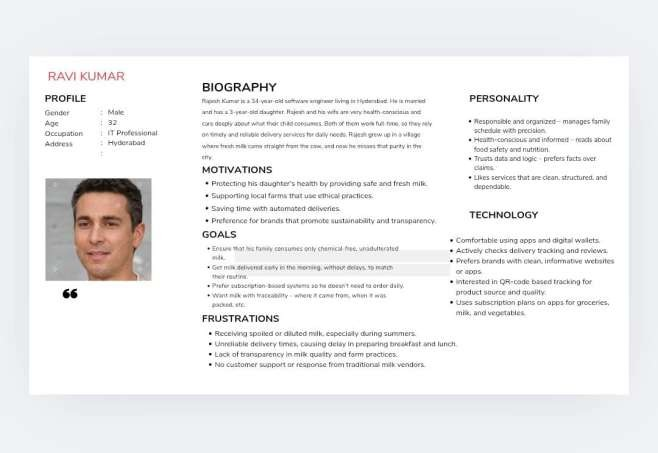 RAVI KUMAR
PROFILE
Gender : Male
Age : 32
Occupation : IT Professional
Address : Hyderabad
:
❝
BIOGRAPHY
Rajesh Kumar is a 34-year-old software engineer living in Hyderabad. He is married
and has a 3-year-old daughter. Rajesh and his wife are very health-conscious and
care deeply about what their child consumes. Both of them work full-time, so they rely
on timely and reliable delivery services for daily needs. Rajesh grew up in a village
where fresh milk came straight from the cow, and now he misses that purity in the
city.
MOTIVATIONS
• Protecting his daughter's health by providing safe and fresh milk.
• Supporting local farms that use ethical practices.
• Saving time with automated deliveries.
• Preference for brands that promote sustainability and transparency.
GOALS
• Ensure that his family consumes only chemical-free, unadulterated
milk.
• Get milk delivered early in the morning, without delays, to match
their routine.
• Prefer subscription-based systems so he doesn't need to order daily.
• Want milk with traceability – where it came from, when it was
packed, etc.
FRUSTRATIONS
• Receiving spoiled or diluted milk, especially during summers.
• Unreliable delivery times, causing delay in preparing breakfast and lunch.
• Lack of transparency in milk quality and farm practices.
• No customer support or response from traditional milk vendors.
PERSONALITY
• Responsible and organized – manages family
schedule with precision.
• Health-conscious and informed – reads about
food safety and nutrition.
• Trusts data and logic – prefers facts over
claims.
• Likes services that are clean, structured, and
dependable.
TECHNOLOGY
• Comfortable using apps and digital wallets.
• Actively checks delivery tracking and reviews.
• Prefers brands with clean, informative websites
or apps.
• Interested in QR-code based tracking for
product source and quality.
• Uses subscription plans on apps for groceries,
milk, and vegetables.